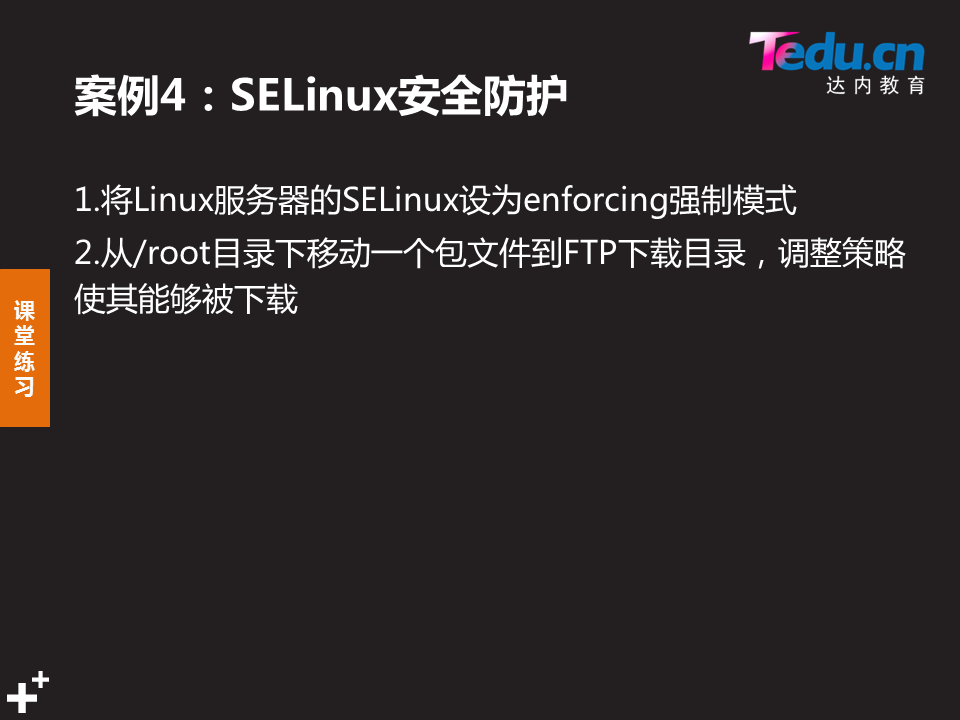 Tedu.cn
达内教育
案例4：SELinux安全防护
1.将Linux服务器的SELinux设为enforcing强制模式
2.从/root目录下移动一个包文件到FTP下载目录，调整策略
使其能够被下载
课
堂
练
习